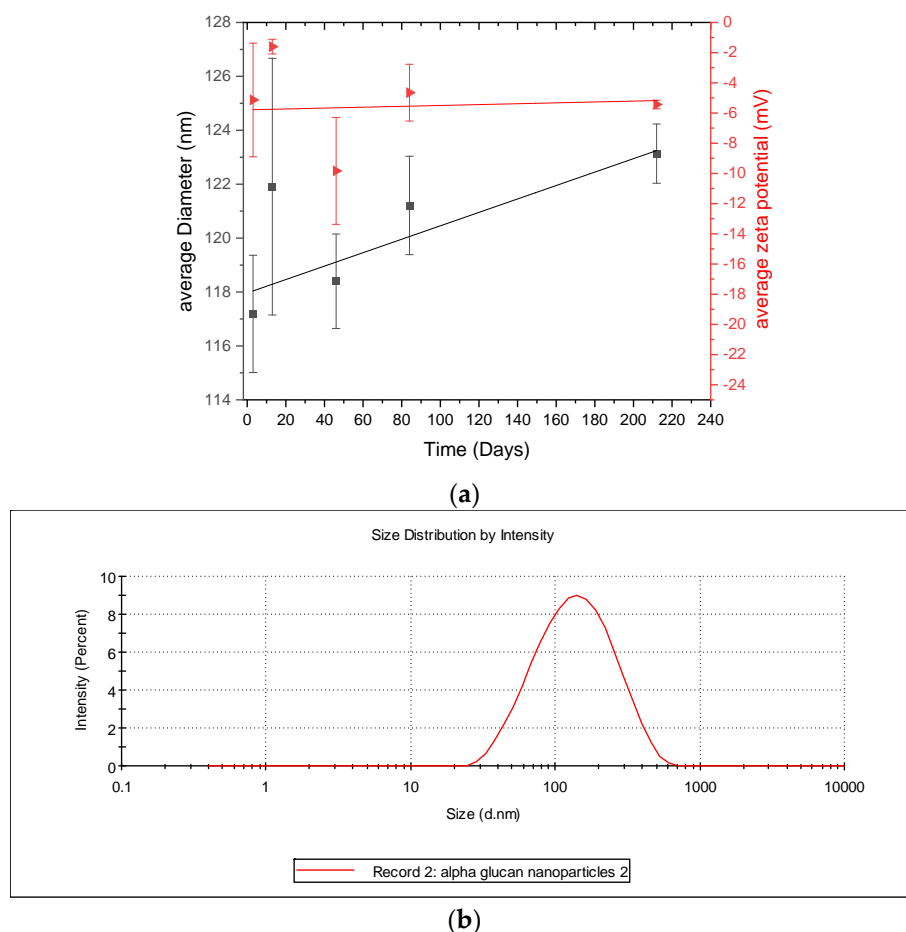 128
126
124
122
120
118
116
114
average Diameter (nm)
0
-2
-4
-6
-8
-10
-12
-14
-16
-18
-20
-22
-24
average zeta potential (mV)
0 20 40 60 80 100 120 140 160 180 200 220 240
Time (Days)
(a)
Size Distribution by Intensity
10
8
6
4
2
0
Intensity (Percent)
0.1 1 10 100 1000 10000
Size (d.nm)
Record 2: alpha glucan nanoparticles 2
(b)